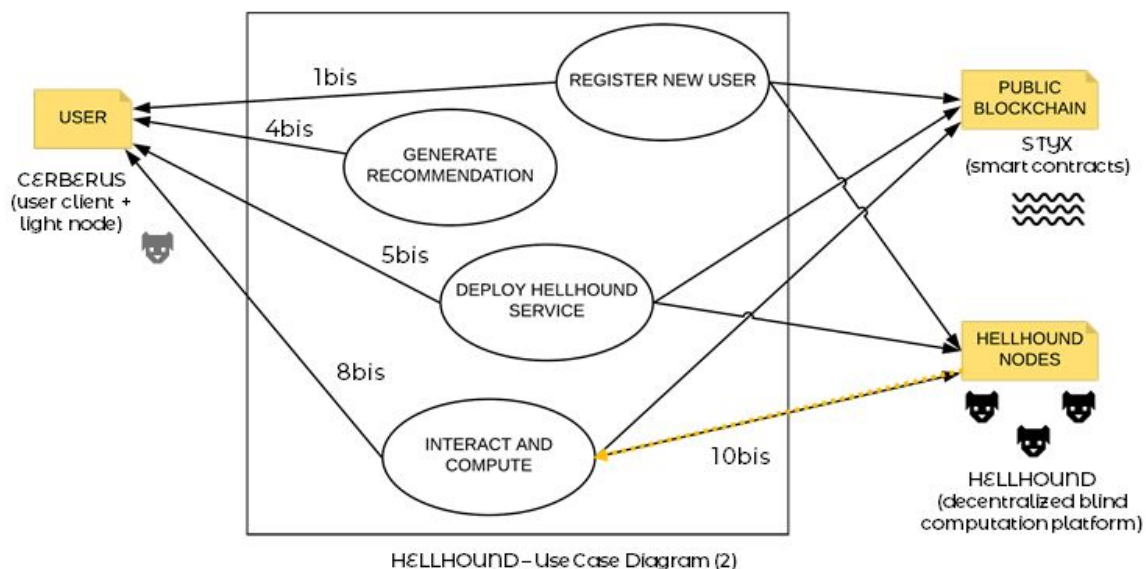 1bis
REGISTER NEW USER
PUBLIC
BLOCKCHAIN
USER
4bis
GENERATE
RECOMMENDATION
STYX
(smart contracts)
CERBERUS
(user client +
light node)
5bis
DEPLOY HELLHOUND
SERVICE
HELLHOUND
NODES
8bis
INTERACT AND
COMPUTE
10bis
HELLHOUND
(decentralized blind
computation platform)
HELLHOUND – Use Case Diagram (2)